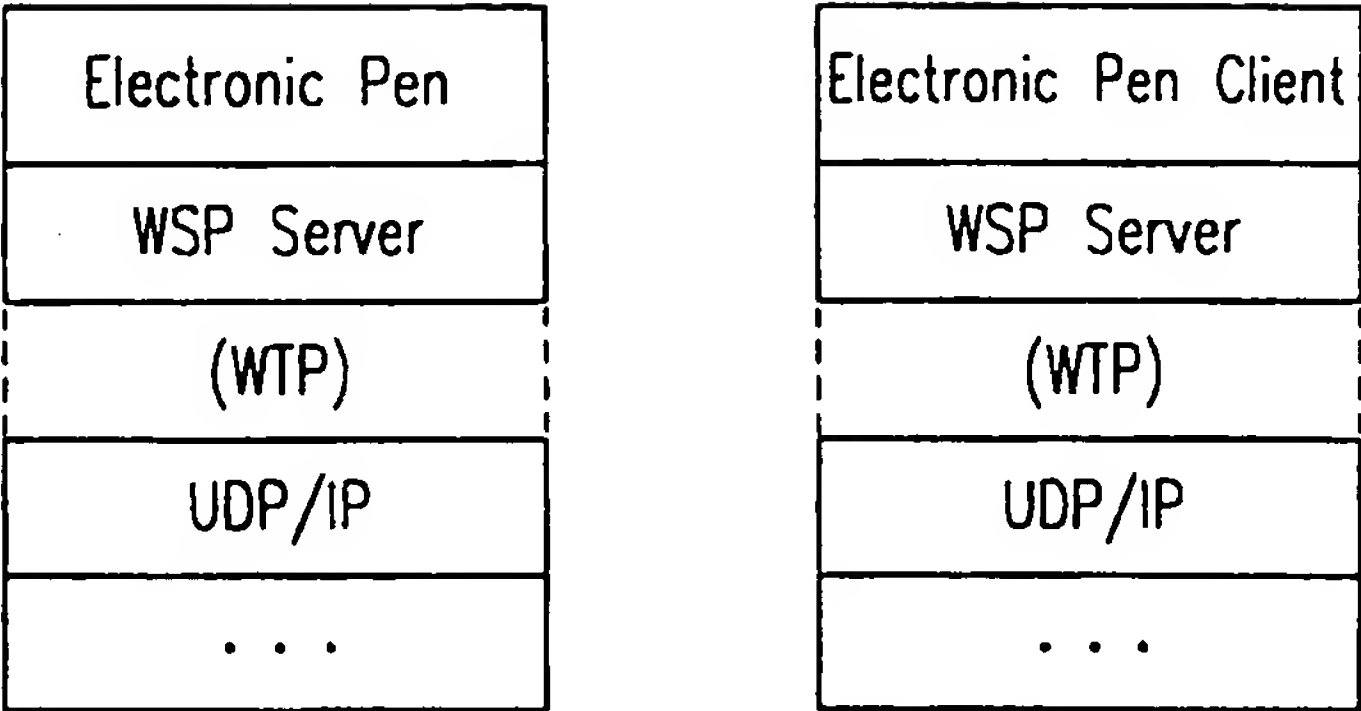 Electronic Pen
WSP Server
(WTP)
UDP/IP
. . .
Electronic Pen Client
WSP Server
(WTP)
UDP/IP
. . .